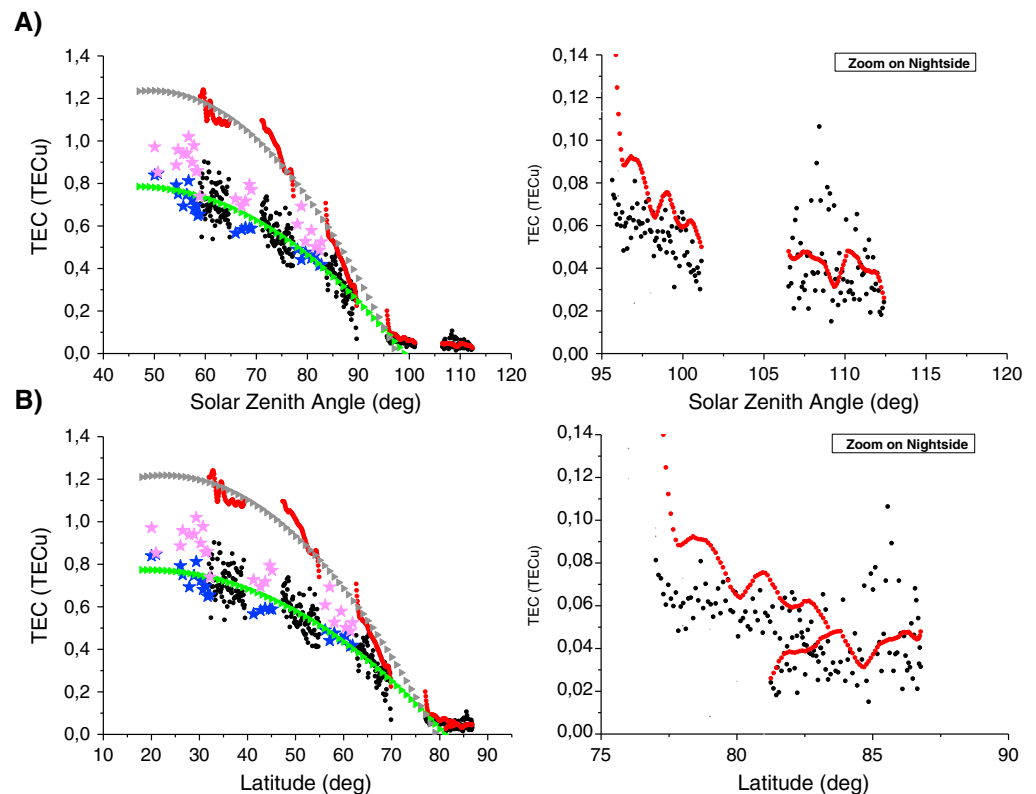 A)
1,4
1,2
1,0
0,8
0,6
0,4
0,2
0,0
TEC (TECu)
40 50 60 70 80 90 100 110 120
Solar Zenith Angle (deg)
Zoom on Nightside
0,14
0,12
0,10
0,08
0,06
0,04
0,02
0,00
TEC (TECu)
95 100 105 110 115 120
Solar Zenith Angle (deg)
B)
1,4
1,2
1,0
0,8
0,6
0,4
0,2
0,0
TEC (TECu)
10 20 30 40 50 60 70 80 90
Latitude (deg)
Zoom on Nightside
0,14
0,12
0,10
0,08
0,06
0,04
0,02
0,00
TEC (TECu)
75 80 85 90
Latitude (deg)